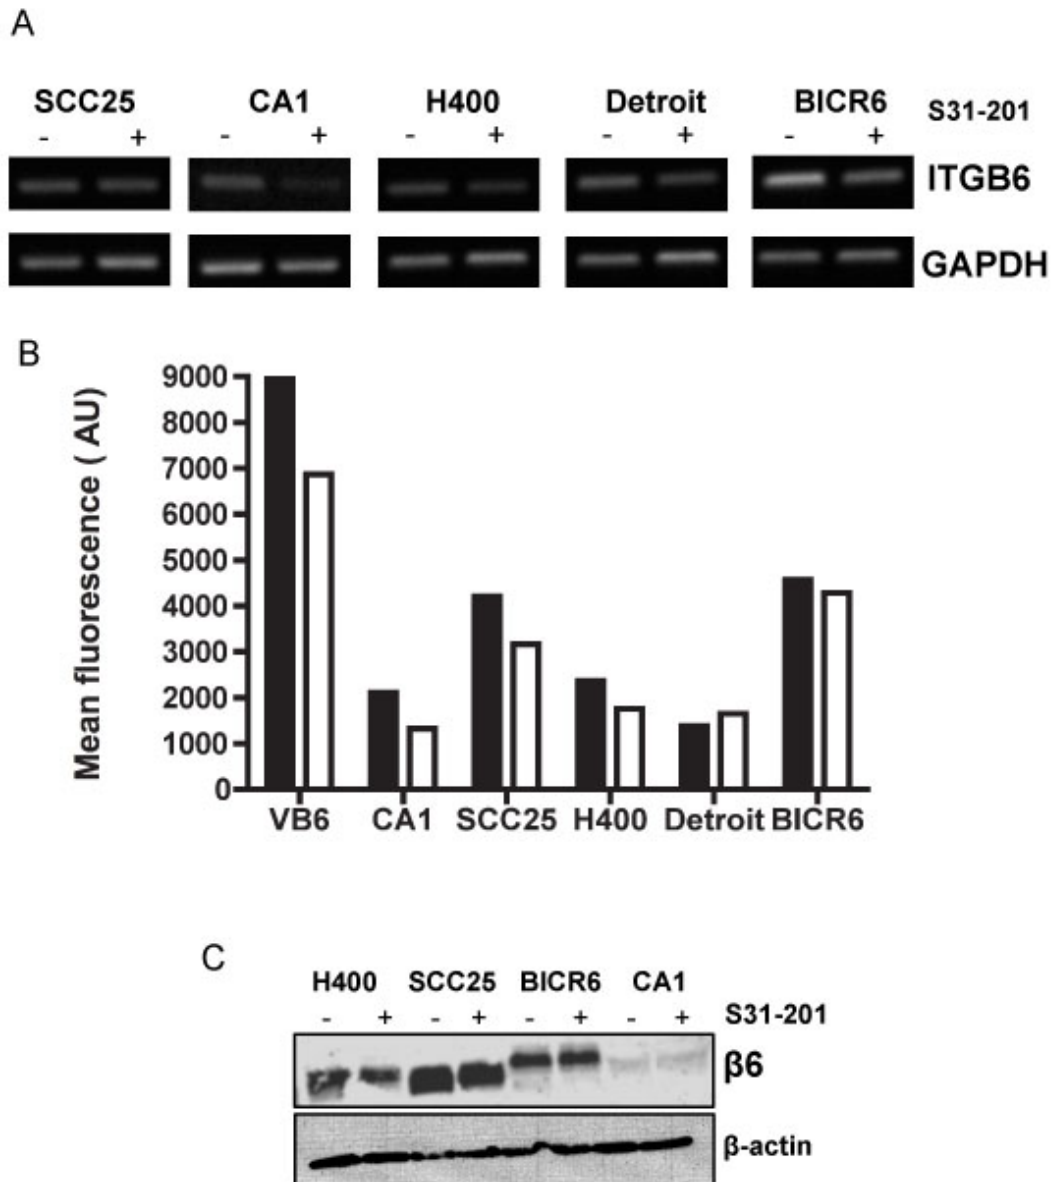 A
SCC25 CA1 H400 Detroit BICR6 S31-201
- + - + - + - + - +
ITGB6
GAPDH
B
Mean fluorescence ( AU)
9000
8000
7000
6000
5000
4000
3000
2000
1000
0
VB6 CA1 SCC25 H400 Detroit BICR6
C
H400 SCC25 BICR6 CA1
- + - + - + - + S31-201
β6
β-actin